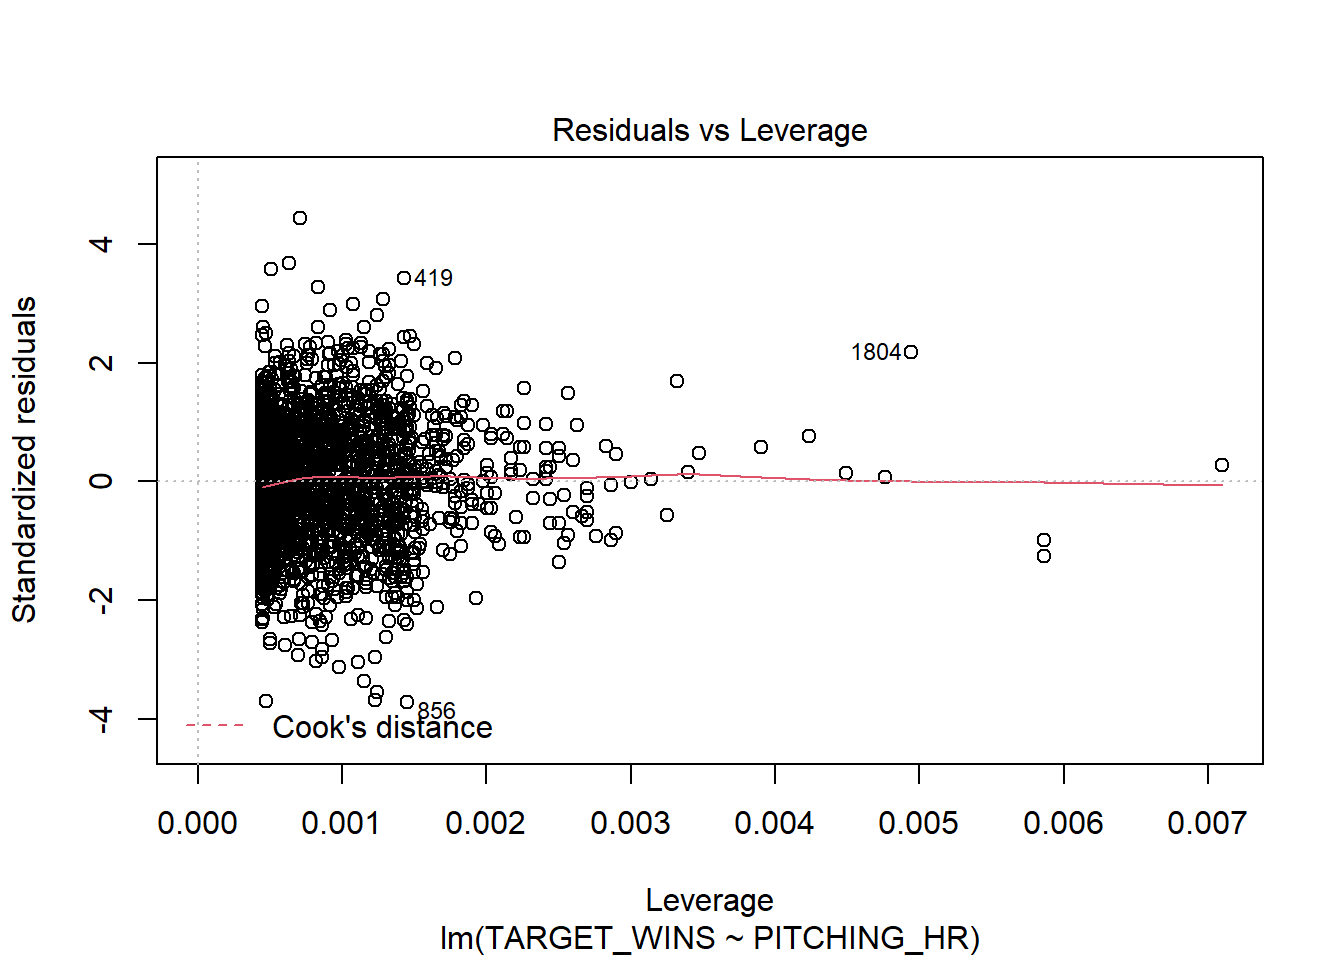 Residuals vs Leverage
Standardized residuals
4
2
0
-2
-4
419
1804
856
Cook's distance
0.000 0.001 0.002 0.003 0.004 0.005 0.006 0.007
Leverage
lm(TARGET_WINS ~ PITCHING_HR)